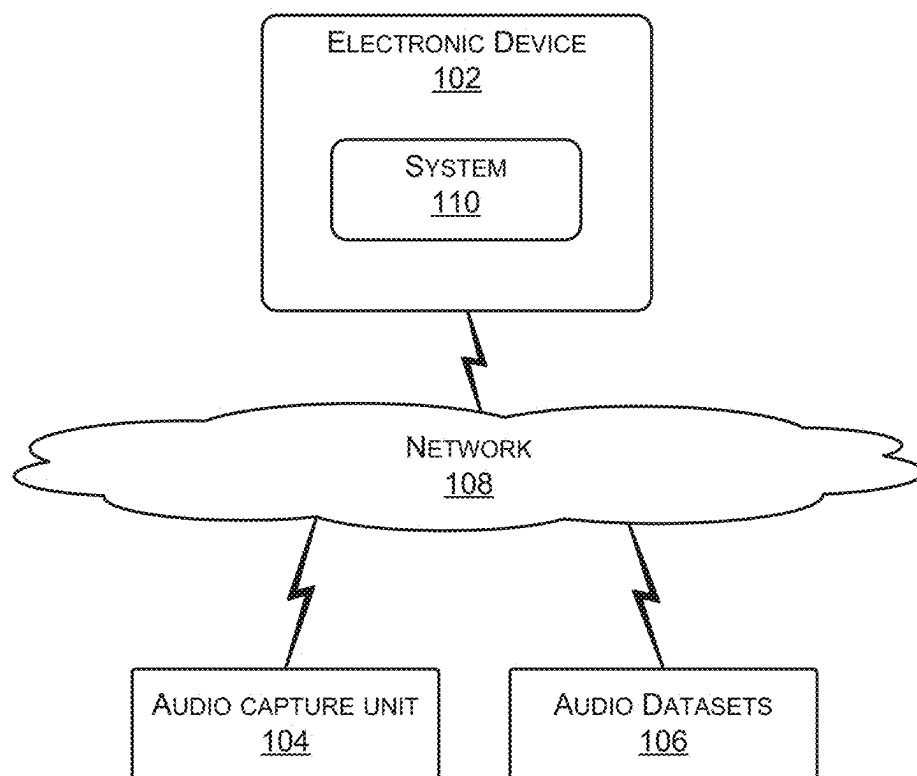 ELECTRONIC DEVICE
102
SYSTEM
110
NETWORK
108
AUDIO CAPTURE UNIT
104
AUDIO DATASETS
106